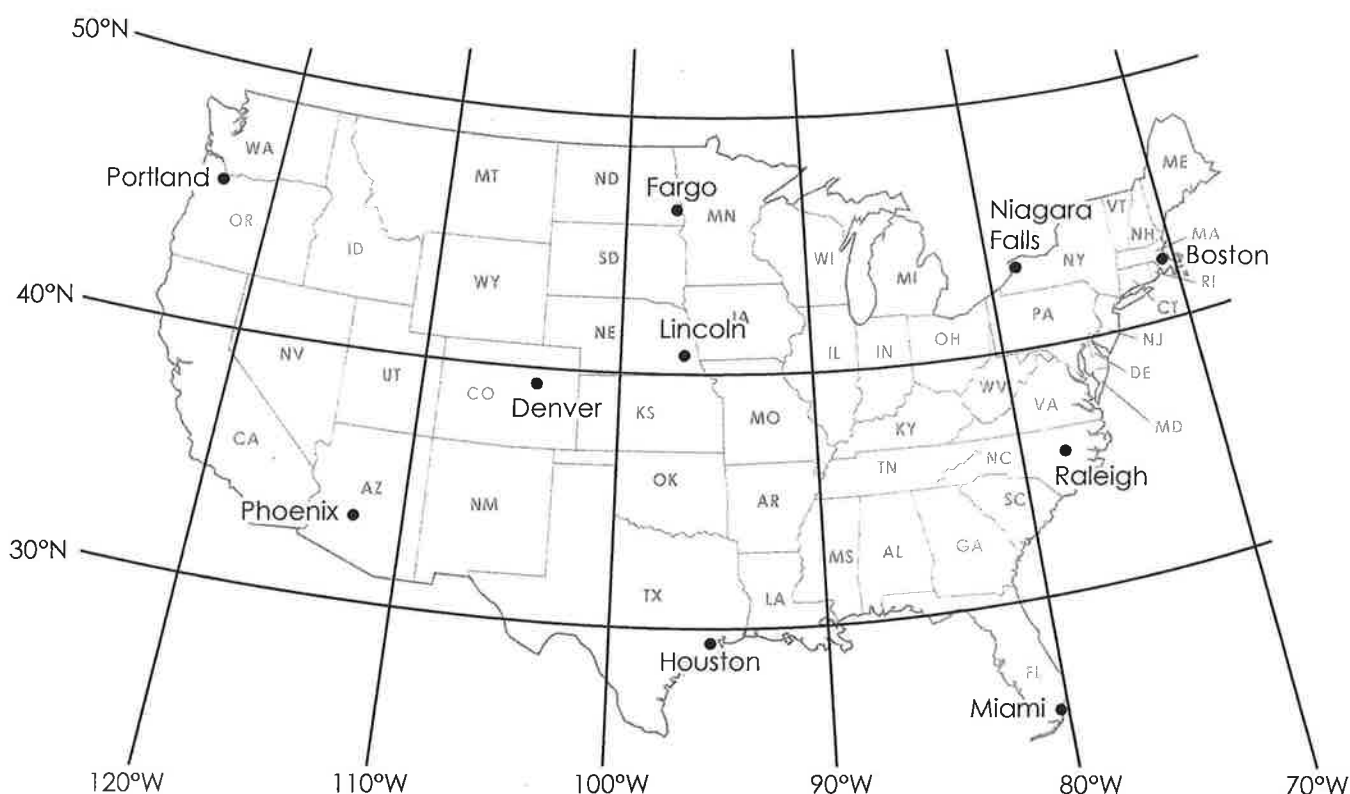 50°N
WA
ME
Portland
MT
ND
Fargo
MN
VT
Niagara
Falls
OR
ID
NH
MA
WI
NY
Boston
SD
MI
WY
RI
40°N
CT
NE
IA
Lincoln
PA
NV
IL
IN
OH
NJ
UT
DE
CO
WV
Denver
KS
VA
MO
CA
KY
MD
TN
NC
OK
Raleigh
AZ
AR
SC
Phoenix
NM
30°N
MS
AL
GA
TX
LA
Houston
FL
Miami
120°W
110°W
100°W
90°W
80°W
70°W